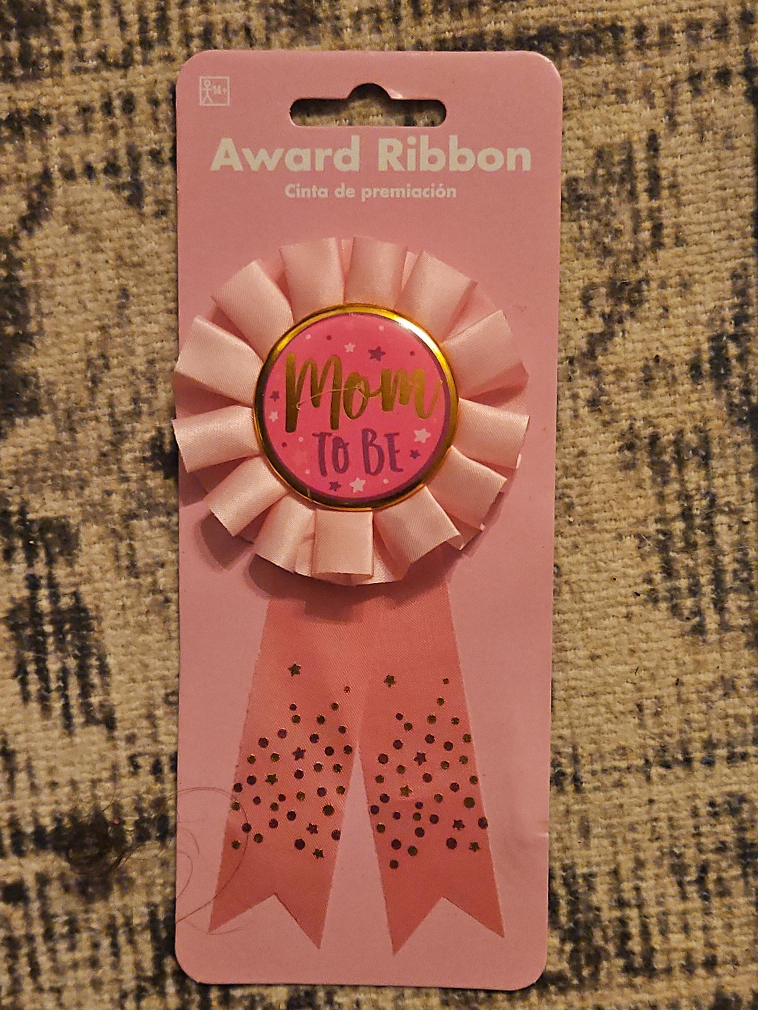 14+
Award Ribbon
Cinta de premiación
Mom
TO BE